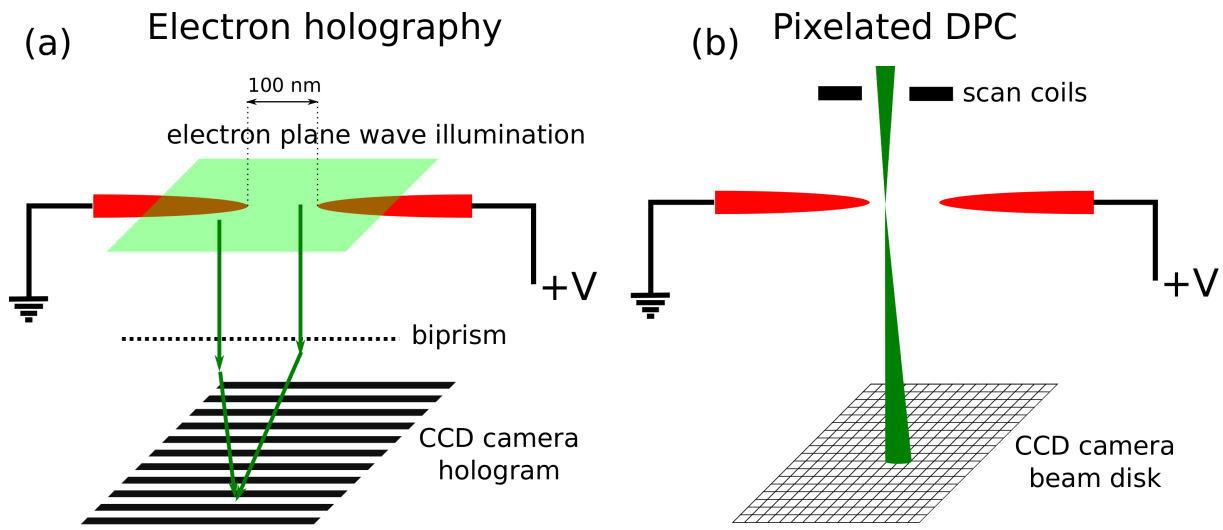 (a)
Electron holography
100 nm
electron plane wave illumination
+V
biprism
CCD camera
hologram
(b)
Pixelated DPC
scan coils
+V
CCD camera
beam disk